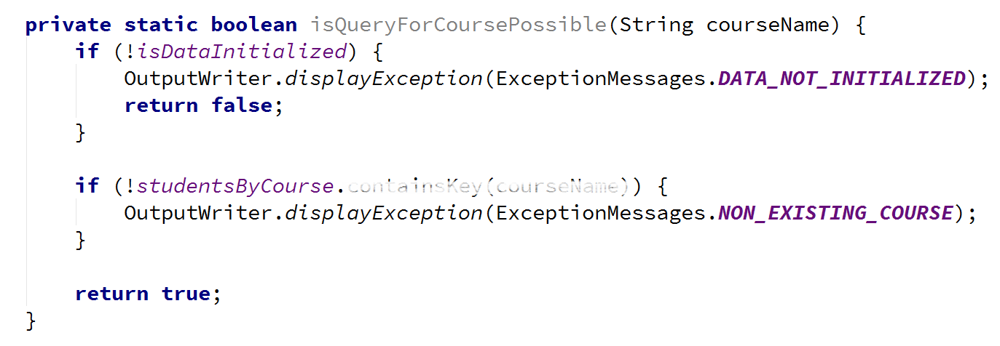 private static boolean isQueryForCoursePossible(String courseName) {
if (!isDataInitialized) {
OutputWriter.displayException(ExceptionMessages.DATA_NOT_INITIALIZED);
return false;
}
if (!studentsByCourse.containsKey(courseName)) {
OutputWriter.displayException(ExceptionMessages.NON_EXISTING_COURSE);
}
return true;
}